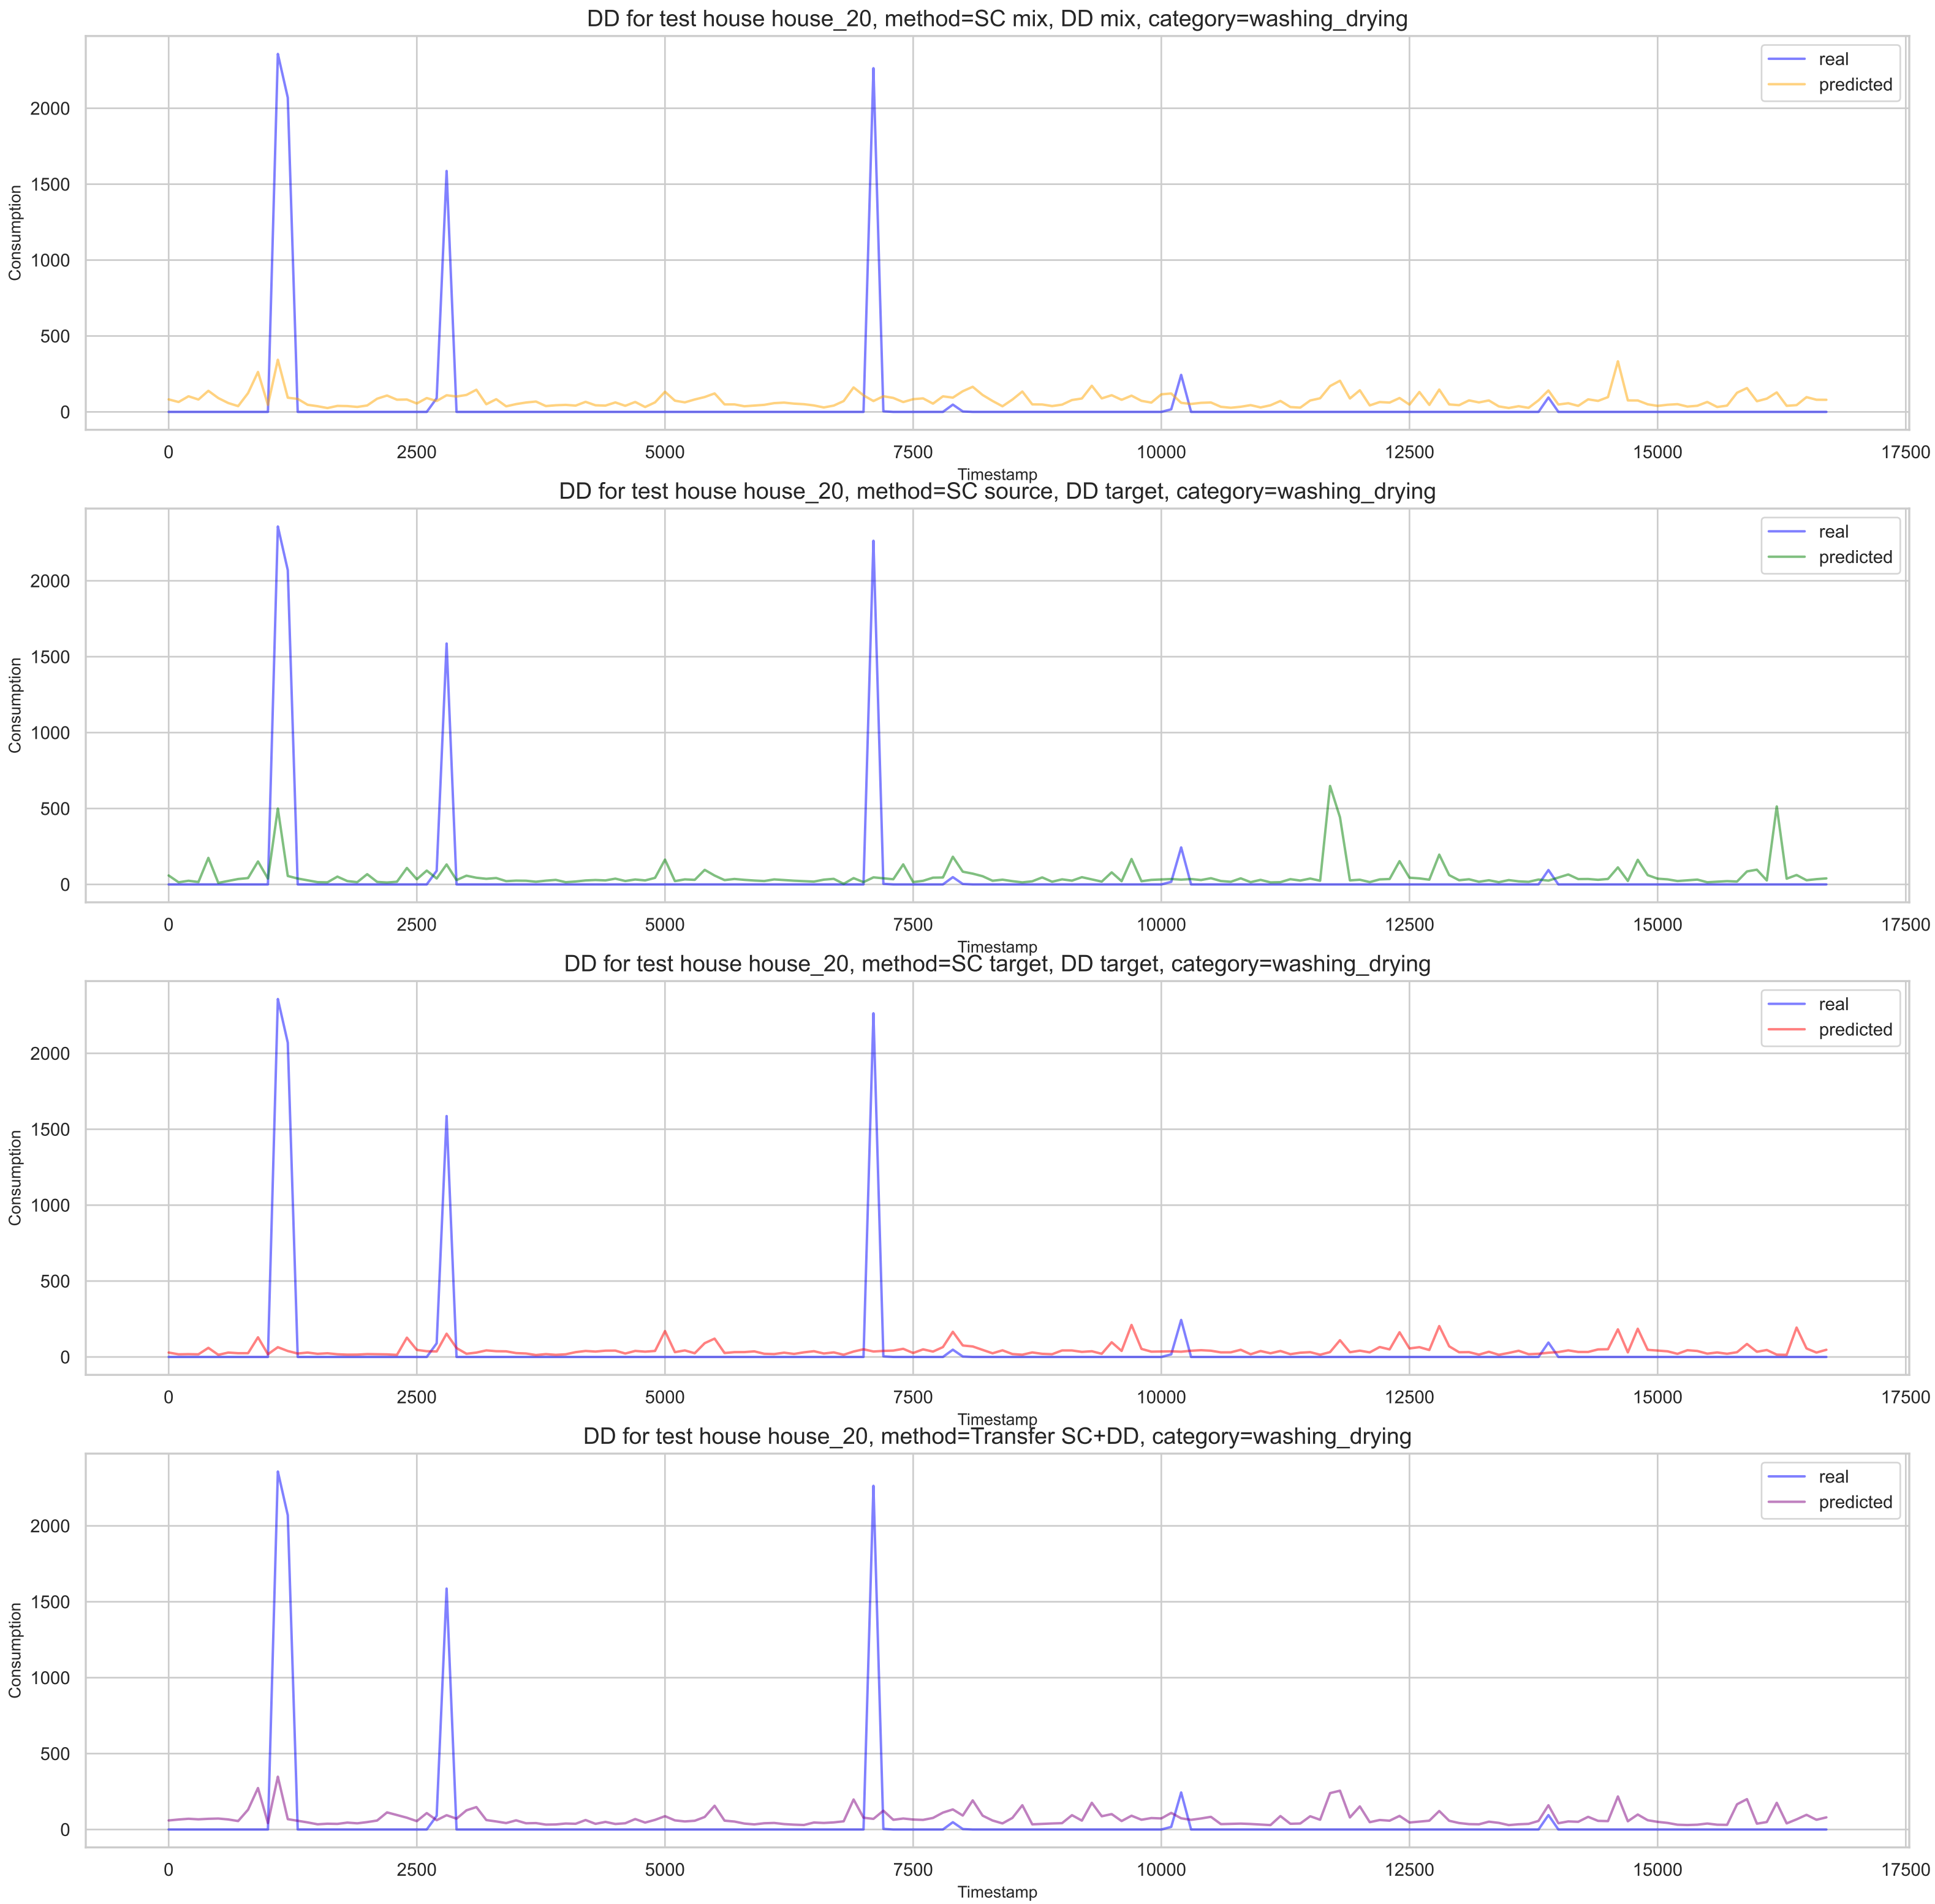 DD for test house house_20, method=SC mix, DD mix, category=washing_drying
real
predicted
Consumption
2000
1500
1000
500
0
0 2500 5000 7500 10000 12500 15000 17500
Timestamp
DD for test house house_20, method=SC source, DD target, category=washing_drying
real
predicted
Consumption
2000
1500
1000
500
0
0 2500 5000 7500 10000 12500 15000 17500
Timestamp
DD for test house house_20, method=SC target, DD target, category=washing_drying
real
predicted
Consumption
2000
1500
1000
500
0
0 2500 5000 7500 10000 12500 15000 17500
Timestamp
DD for test house house_20, method=Transfer SC+DD, category=washing_drying
real
predicted
Consumption
2000
1500
1000
500
0
0 2500 5000 7500 10000 12500 15000 17500
Timestamp